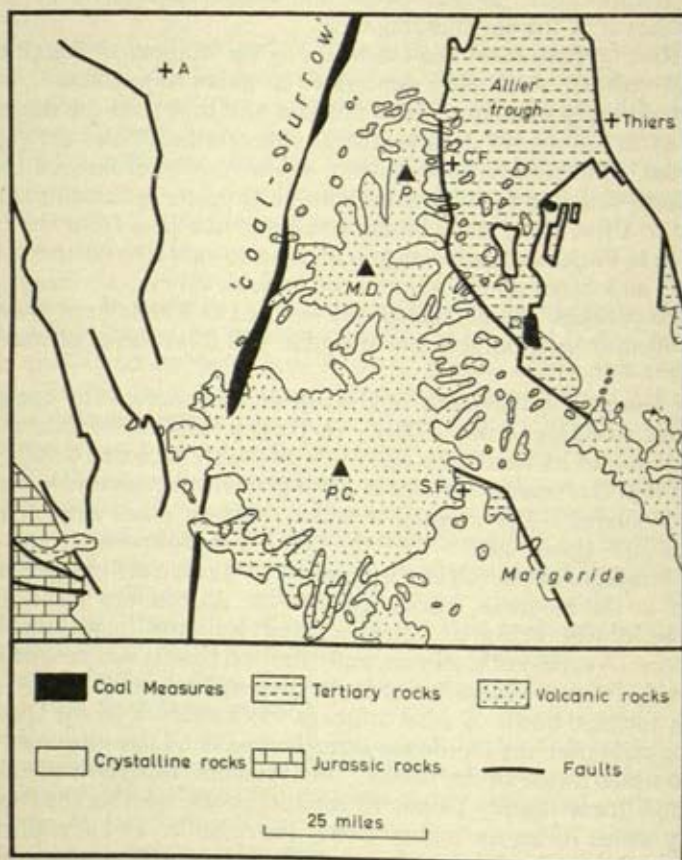 A
'coal furrow'
Allier
trough
Thiers
C.F.
P.
M.D.
P.C.
S.F.
Margeride
Coal Measures
Tertiary rocks
Volcanic rocks
Crystalline rocks
Jurassic rocks
Faults
25 miles